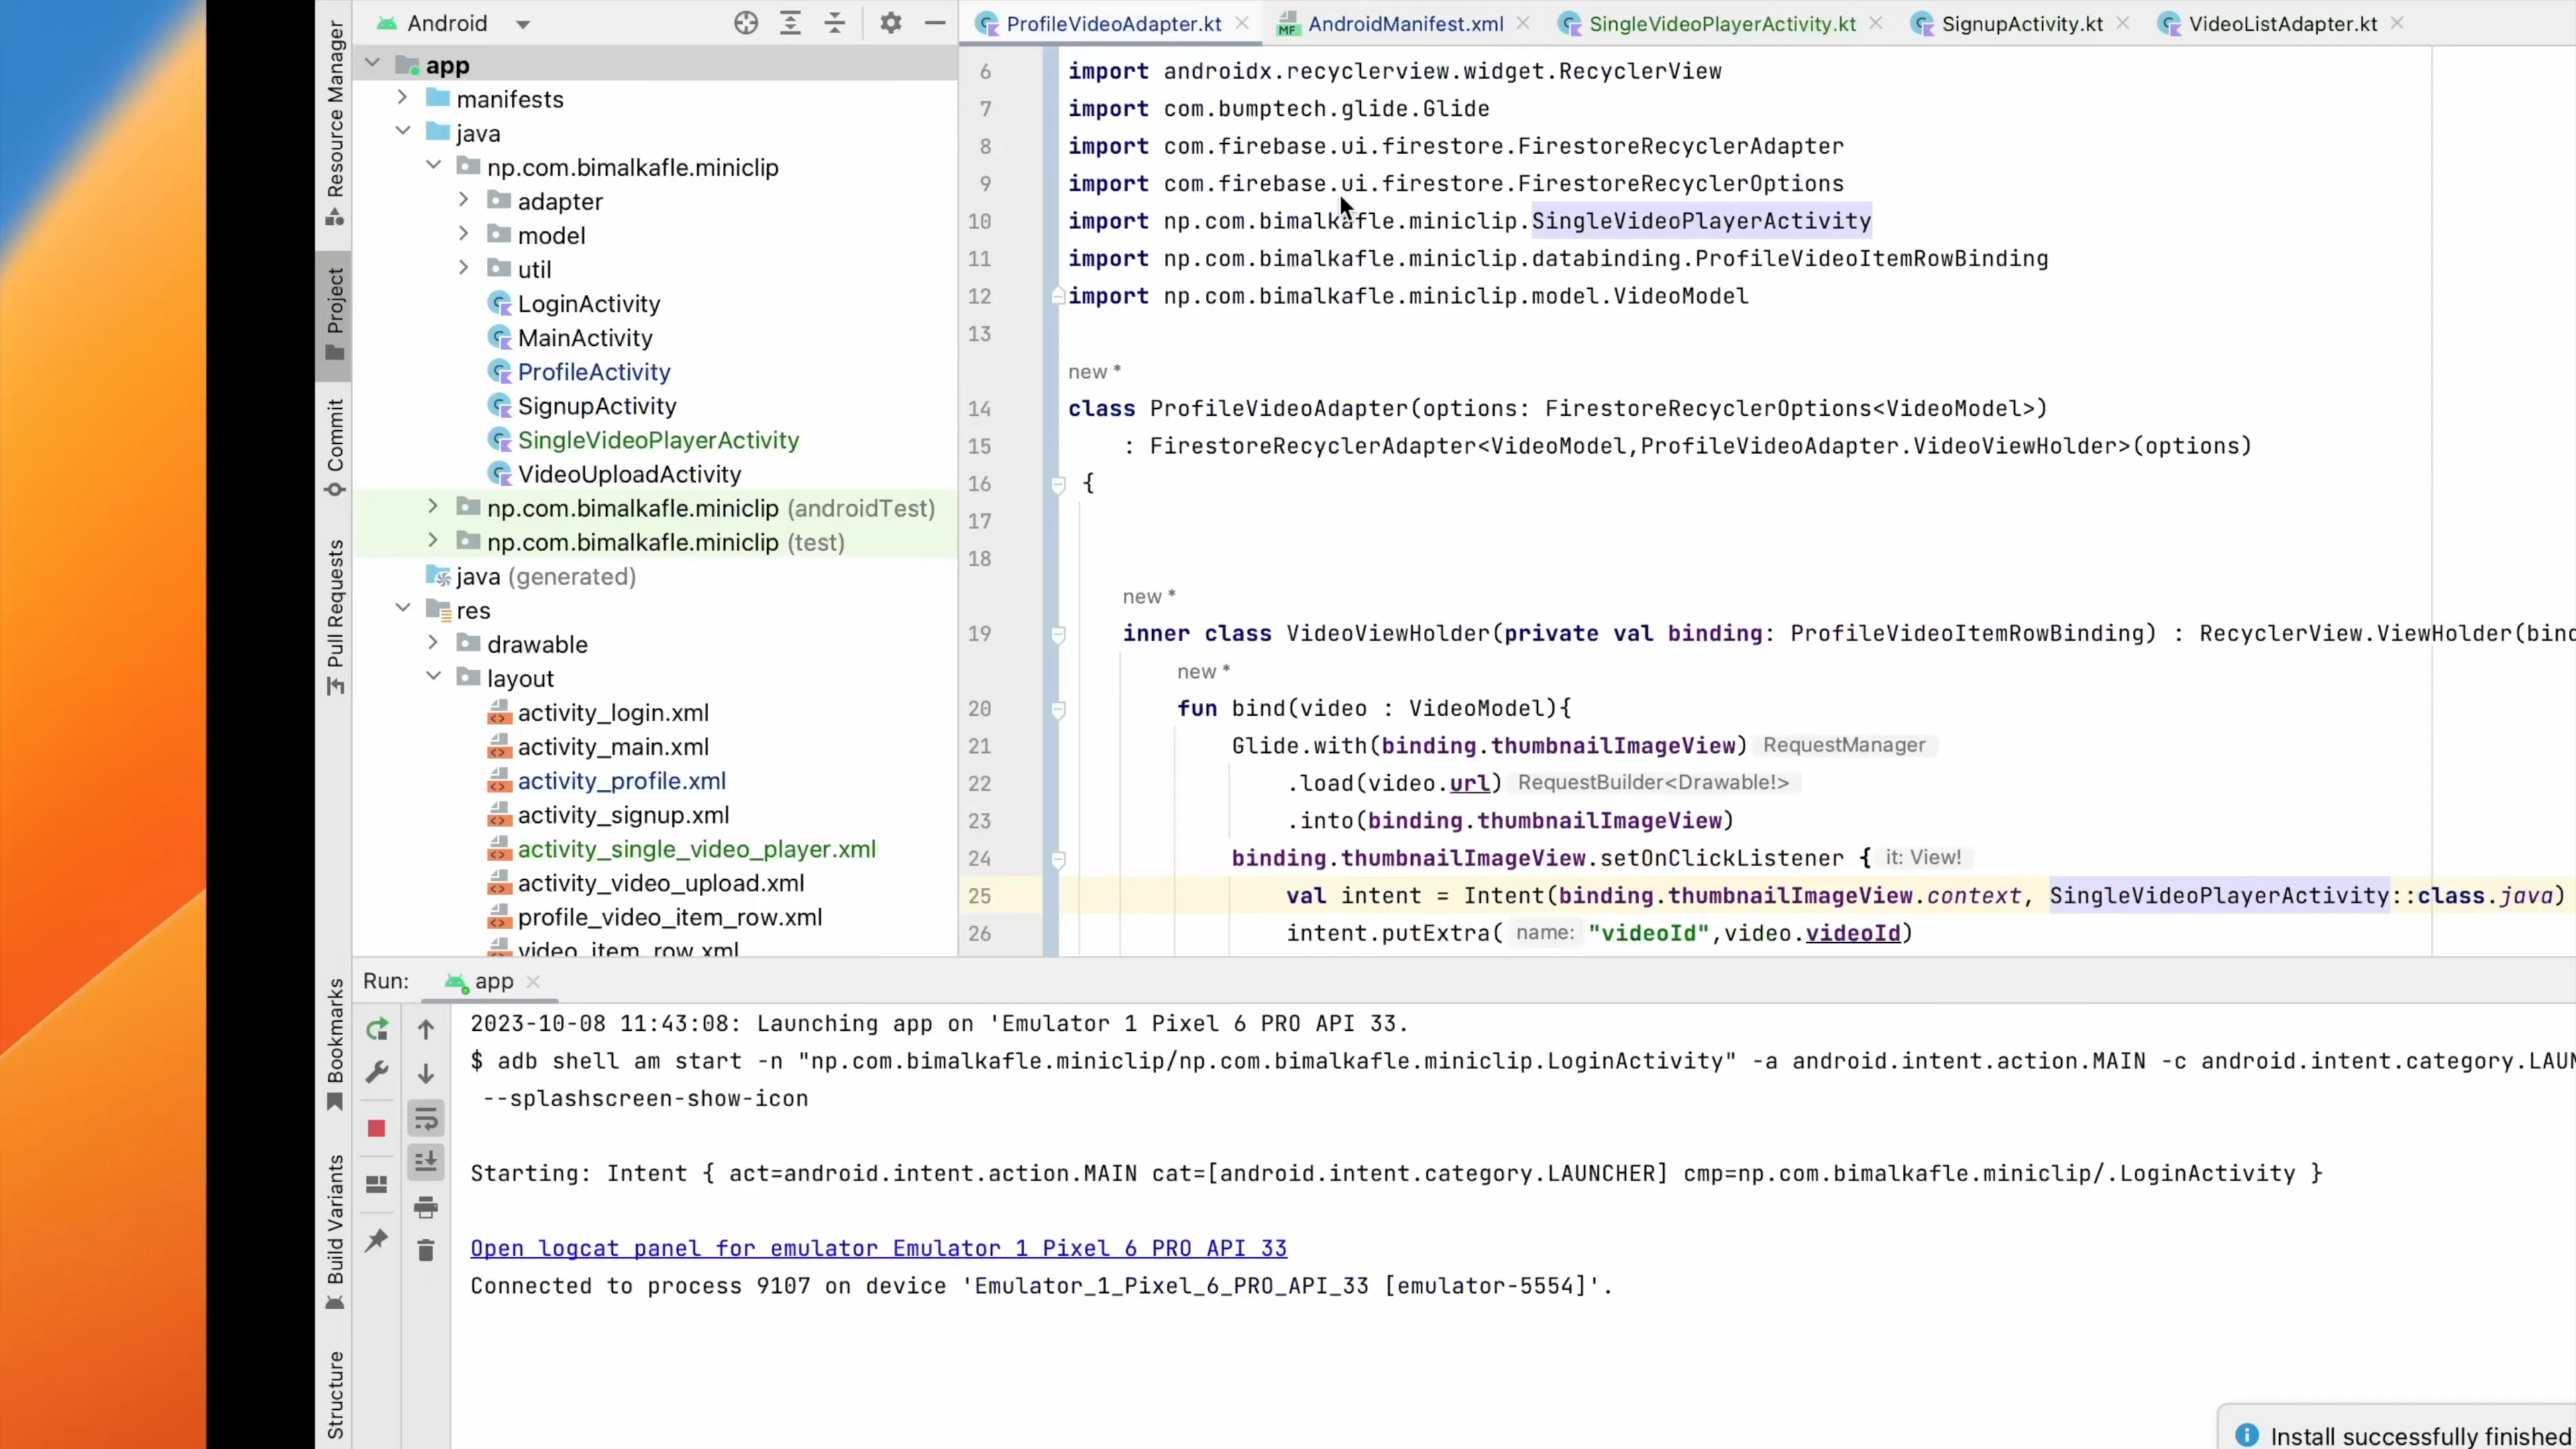 Android
ProfileVideoAdapter.kt
AndroidManifest.xml
SingleVideoPlayerActivity.kt
SignupActivity.kt
VideoListAdapter.kt
Resource Manager
Project
Commit
Pull Requests
Bookmarks
Build Variants
Structure
app
manifests
java
np.com.bimalkafle.miniclip
adapter
model
util
LoginActivity
MainActivity
ProfileActivity
SignupActivity
SingleVideoPlayerActivity
VideoUploadActivity
np.com.bimalkafle.miniclip (androidTest)
np.com.bimalkafle.miniclip (test)
java (generated)
res
drawable
layout
activity_login.xml
activity_main.xml
activity_profile.xml
activity_signup.xml
activity_single_video_player.xml
activity_video_upload.xml
profile_video_item_row.xml
video_item_row.xml
6 import androidx.recyclerview.widget.RecyclerView
7 import com.bumptech.glide.Glide
8 import com.firebase.ui.firestore.FirestoreRecyclerAdapter
9 import com.firebase.ui.firestore.FirestoreRecyclerOptions
10 import np.com.bimalkafle.miniclip.SingleVideoPlayerActivity
11 import np.com.bimalkafle.miniclip.databinding.ProfileVideoItemRowBinding
12 import np.com.bimalkafle.miniclip.model.VideoModel
13
new *
14 class ProfileVideoAdapter(options: FirestoreRecyclerOptions<VideoModel>)
15 : FirestoreRecyclerAdapter<VideoModel,ProfileVideoAdapter.VideoViewHolder>(options)
16 {
17
18
new *
19 inner class VideoViewHolder(private val binding: ProfileVideoItemRowBinding) : RecyclerView.ViewHolder(bind
new *
20 fun bind(video : VideoModel){
21 Glide.with(binding.thumbnailImageView) RequestManager
22 .load(video.url) RequestBuilder<Drawable!>
23 .into(binding.thumbnailImageView)
24 binding.thumbnailImageView.setOnClickListener { it: View!
25 val intent = Intent(binding.thumbnailImageView.context, SingleVideoPlayerActivity::class.java)
26 intent.putExtra( name: "videoId",video.videoId)
Run: app
2023-10-08 11:43:08: Launching app on 'Emulator 1 Pixel 6 PRO API 33.
$ adb shell am start -n "np.com.bimalkafle.miniclip/np.com.bimalkafle.miniclip.LoginActivity" -a android.intent.action.MAIN -c android.intent.category.LAUN
--splashscreen-show-icon
Starting: Intent { act=android.intent.action.MAIN cat=[android.intent.category.LAUNCHER] cmp=np.com.bimalkafle.miniclip/.LoginActivity }
Open logcat panel for emulator Emulator 1 Pixel 6 PRO API 33
Connected to process 9107 on device 'Emulator_1_Pixel_6_PRO_API_33 [emulator-5554]'.
Install successfully finished